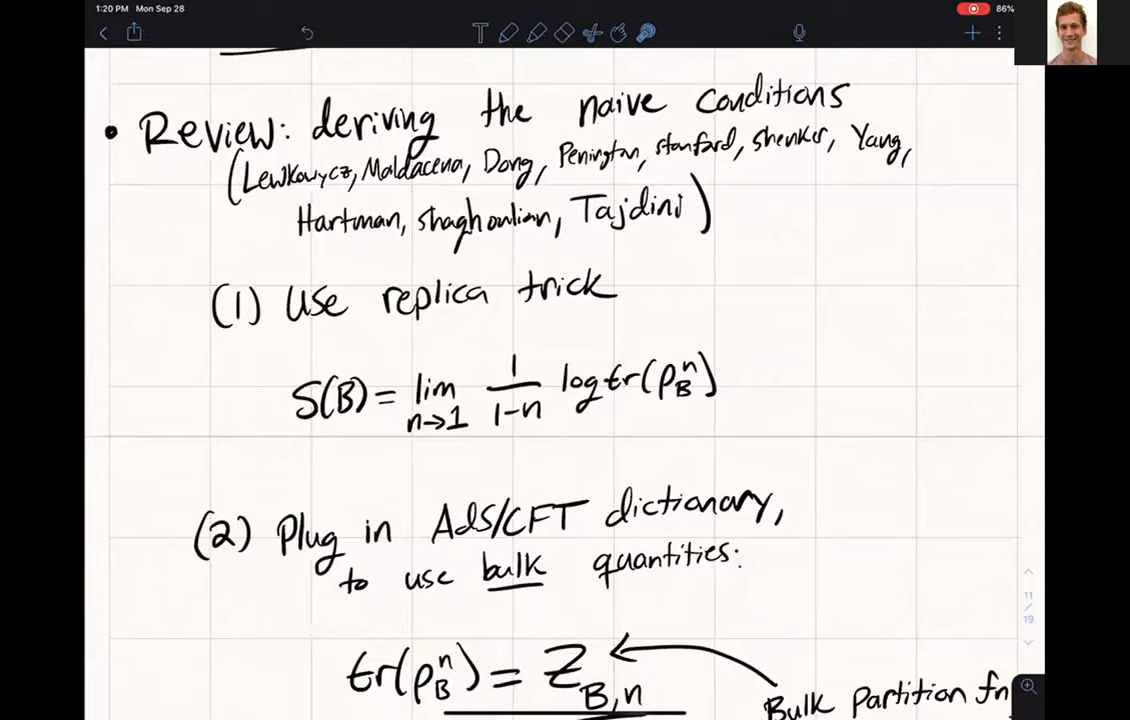 1:20 PM Mon Sep 28
86%
• Review: deriving the naive conditions
(Lewkowycz, Maldacena, Dong, Penington, Stanford, Shenker, Yang,
Hartman, Shaghoulian, Tajdini)
(1) Use replica trick
S(B) = lim n→1 1/(1-n) log tr(ρ_B^n)
(2) Plug in AdS/CFT dictionary,
to use bulk quantities:
tr(ρ_B^n) = Z_B,n
Bulk partition fn
11
/
19